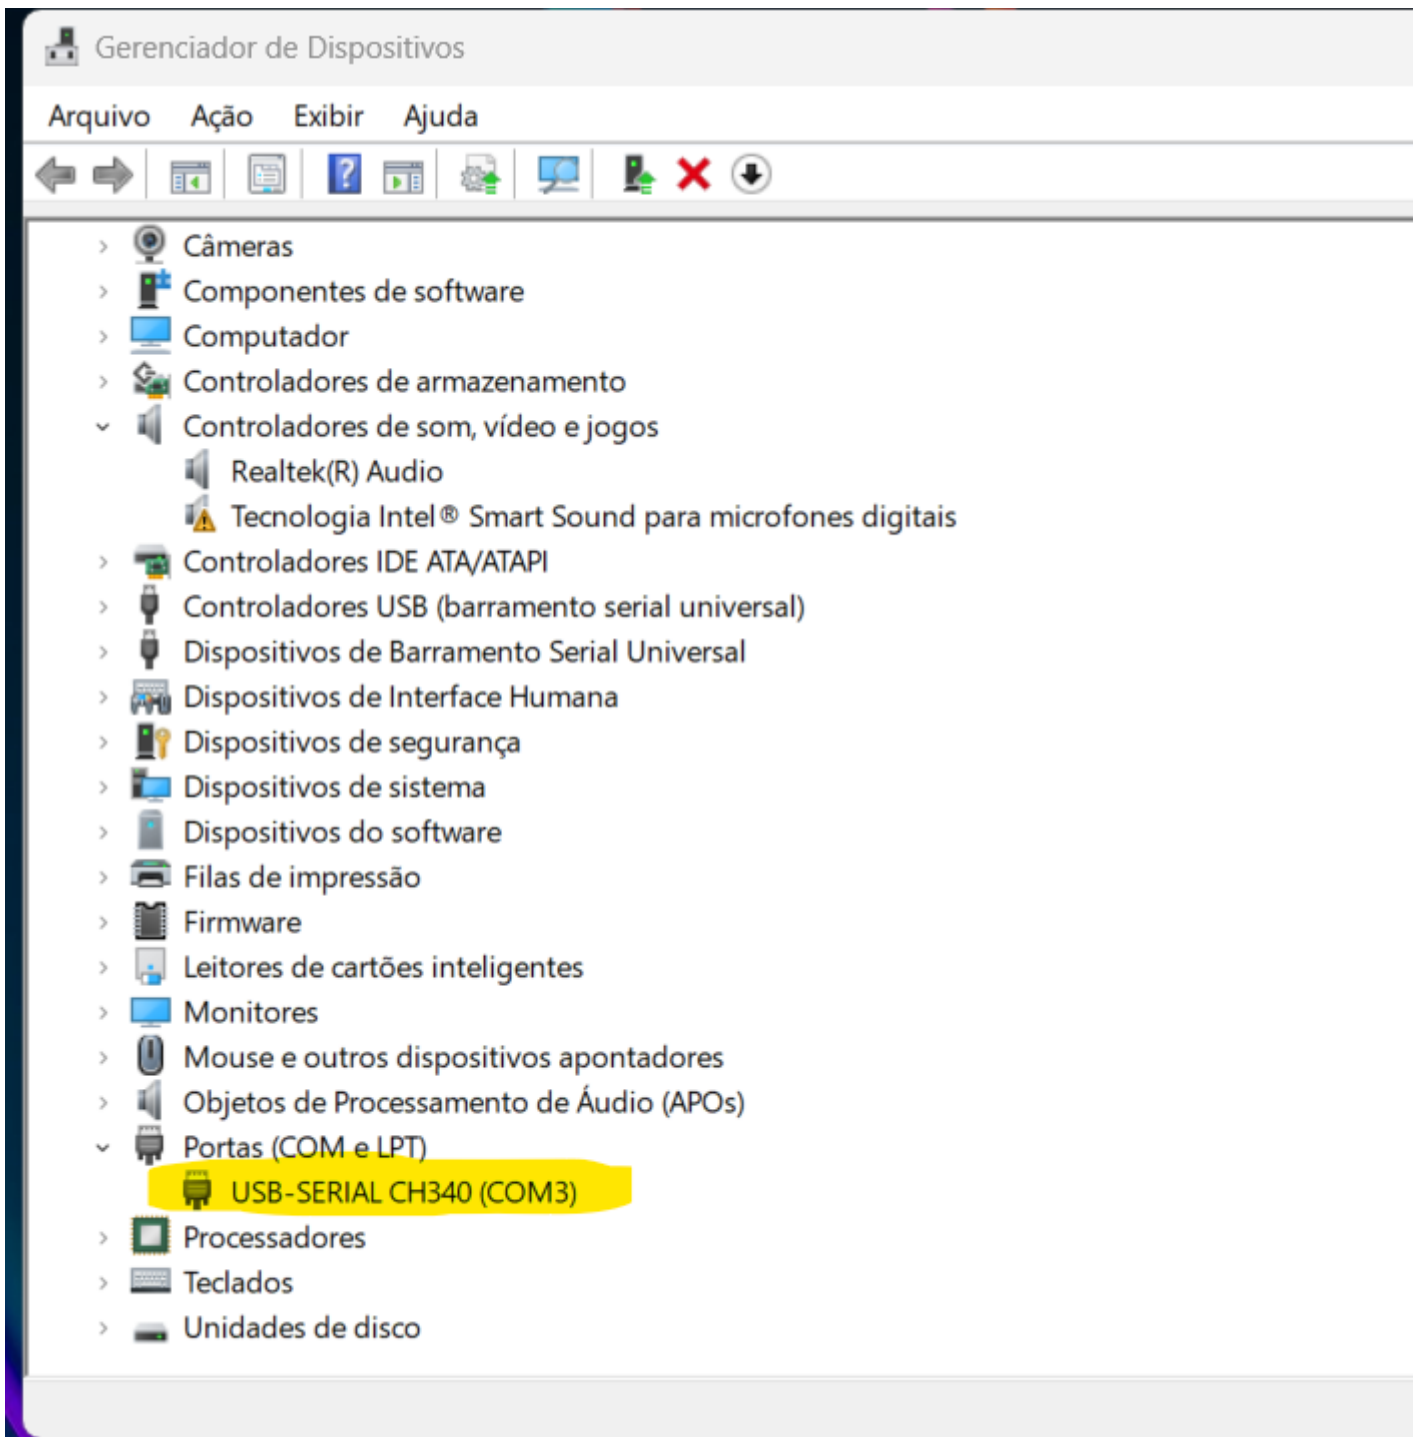 Gerenciador de Dispositivos
Arquivo Ação Exibir Ajuda
Câmeras
Componentes de software
Computador
Controladores de armazenamento
Controladores de som, vídeo e jogos
Realtek(R) Audio
Tecnologia Intel® Smart Sound para microfones digitais
Controladores IDE ATA/ATAPI
Controladores USB (barramento serial universal)
Dispositivos de Barramento Serial Universal
Dispositivos de Interface Humana
Dispositivos de segurança
Dispositivos de sistema
Dispositivos do software
Filas de impressão
Firmware
Leitores de cartões inteligentes
Monitores
Mouse e outros dispositivos apontadores
Objetos de Processamento de Áudio (APOs)
Portas (COM e LPT)
USB-SERIAL CH340 (COM3)
Processadores
Teclados
Unidades de disco